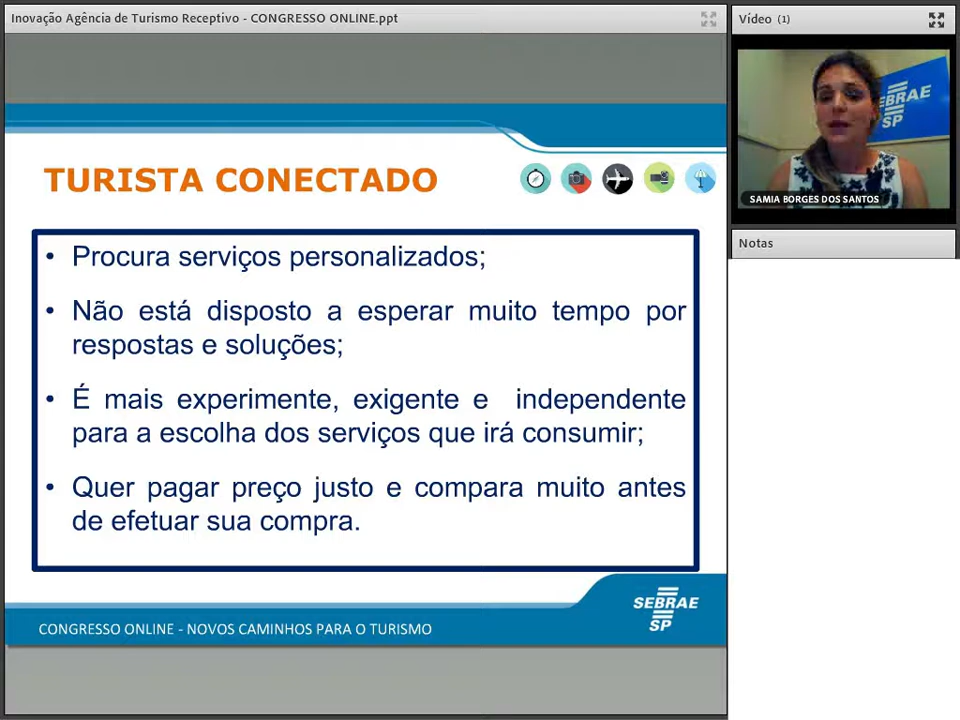 Inovação Agência de Turismo Receptivo - CONGRESSO ONLINE.ppt
TURISTA CONECTADO
• Procura serviços personalizados;
• Não está disposto a esperar muito tempo por
respostas e soluções;
• É mais experimente, exigente e independente
para a escolha dos serviços que irá consumir;
• Quer pagar preço justo e compara muito antes
de efetuar sua compra.
SEBRAE
SP
CONGRESSO ONLINE - NOVOS CAMINHOS PARA O TURISMO
Vídeo (1)
EBRAE
SP
SAMIA BORGES DOS SANTOS
Notas